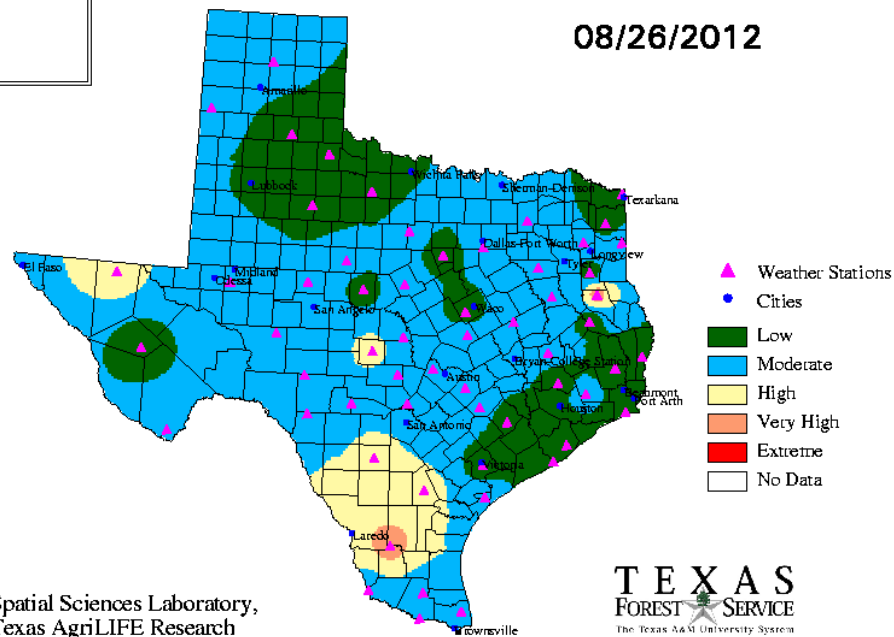 08/26/2012
Amarillo
Lubbock
Wichita Falls
Sherman-Denison
Texarkana
Dallas-Fort Worth
Longview
Tyler
El Paso
Midland
Odessa
San Angelo
Waco
Bryan-College Station
Austin
Beaumont
Port Arth
Houston
San Antonio
Victoria
Laredo
Brownsville
Weather Stations
Cities
Low
Moderate
High
Very High
Extreme
No Data
Spatial Sciences Laboratory,
Texas AgriLIFE Research
TEXAS
FOREST SERVICE
The Texas A&M University System